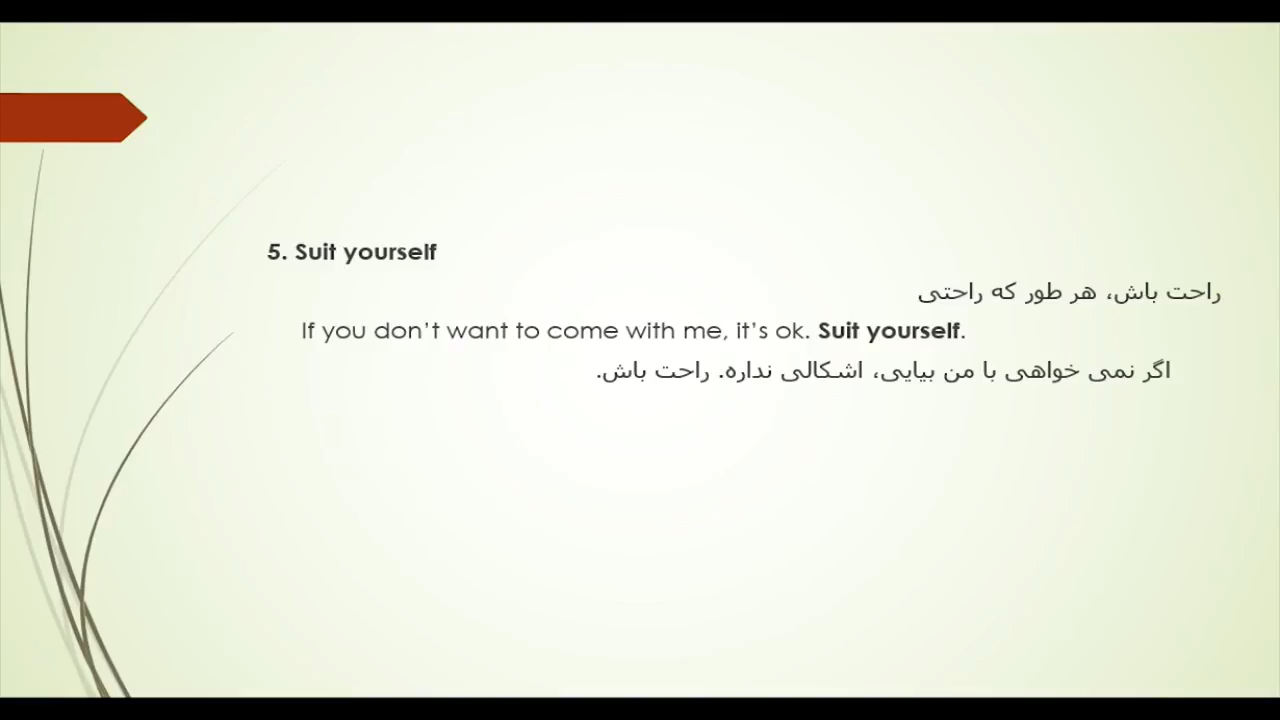 5. Suit yourself
راحت باش، هر طور که راحتی
If you don’t want to come with me, it’s ok. Suit yourself.
اگر نمی خواهی با من بیایی، اشکالی نداره. راحت باش.